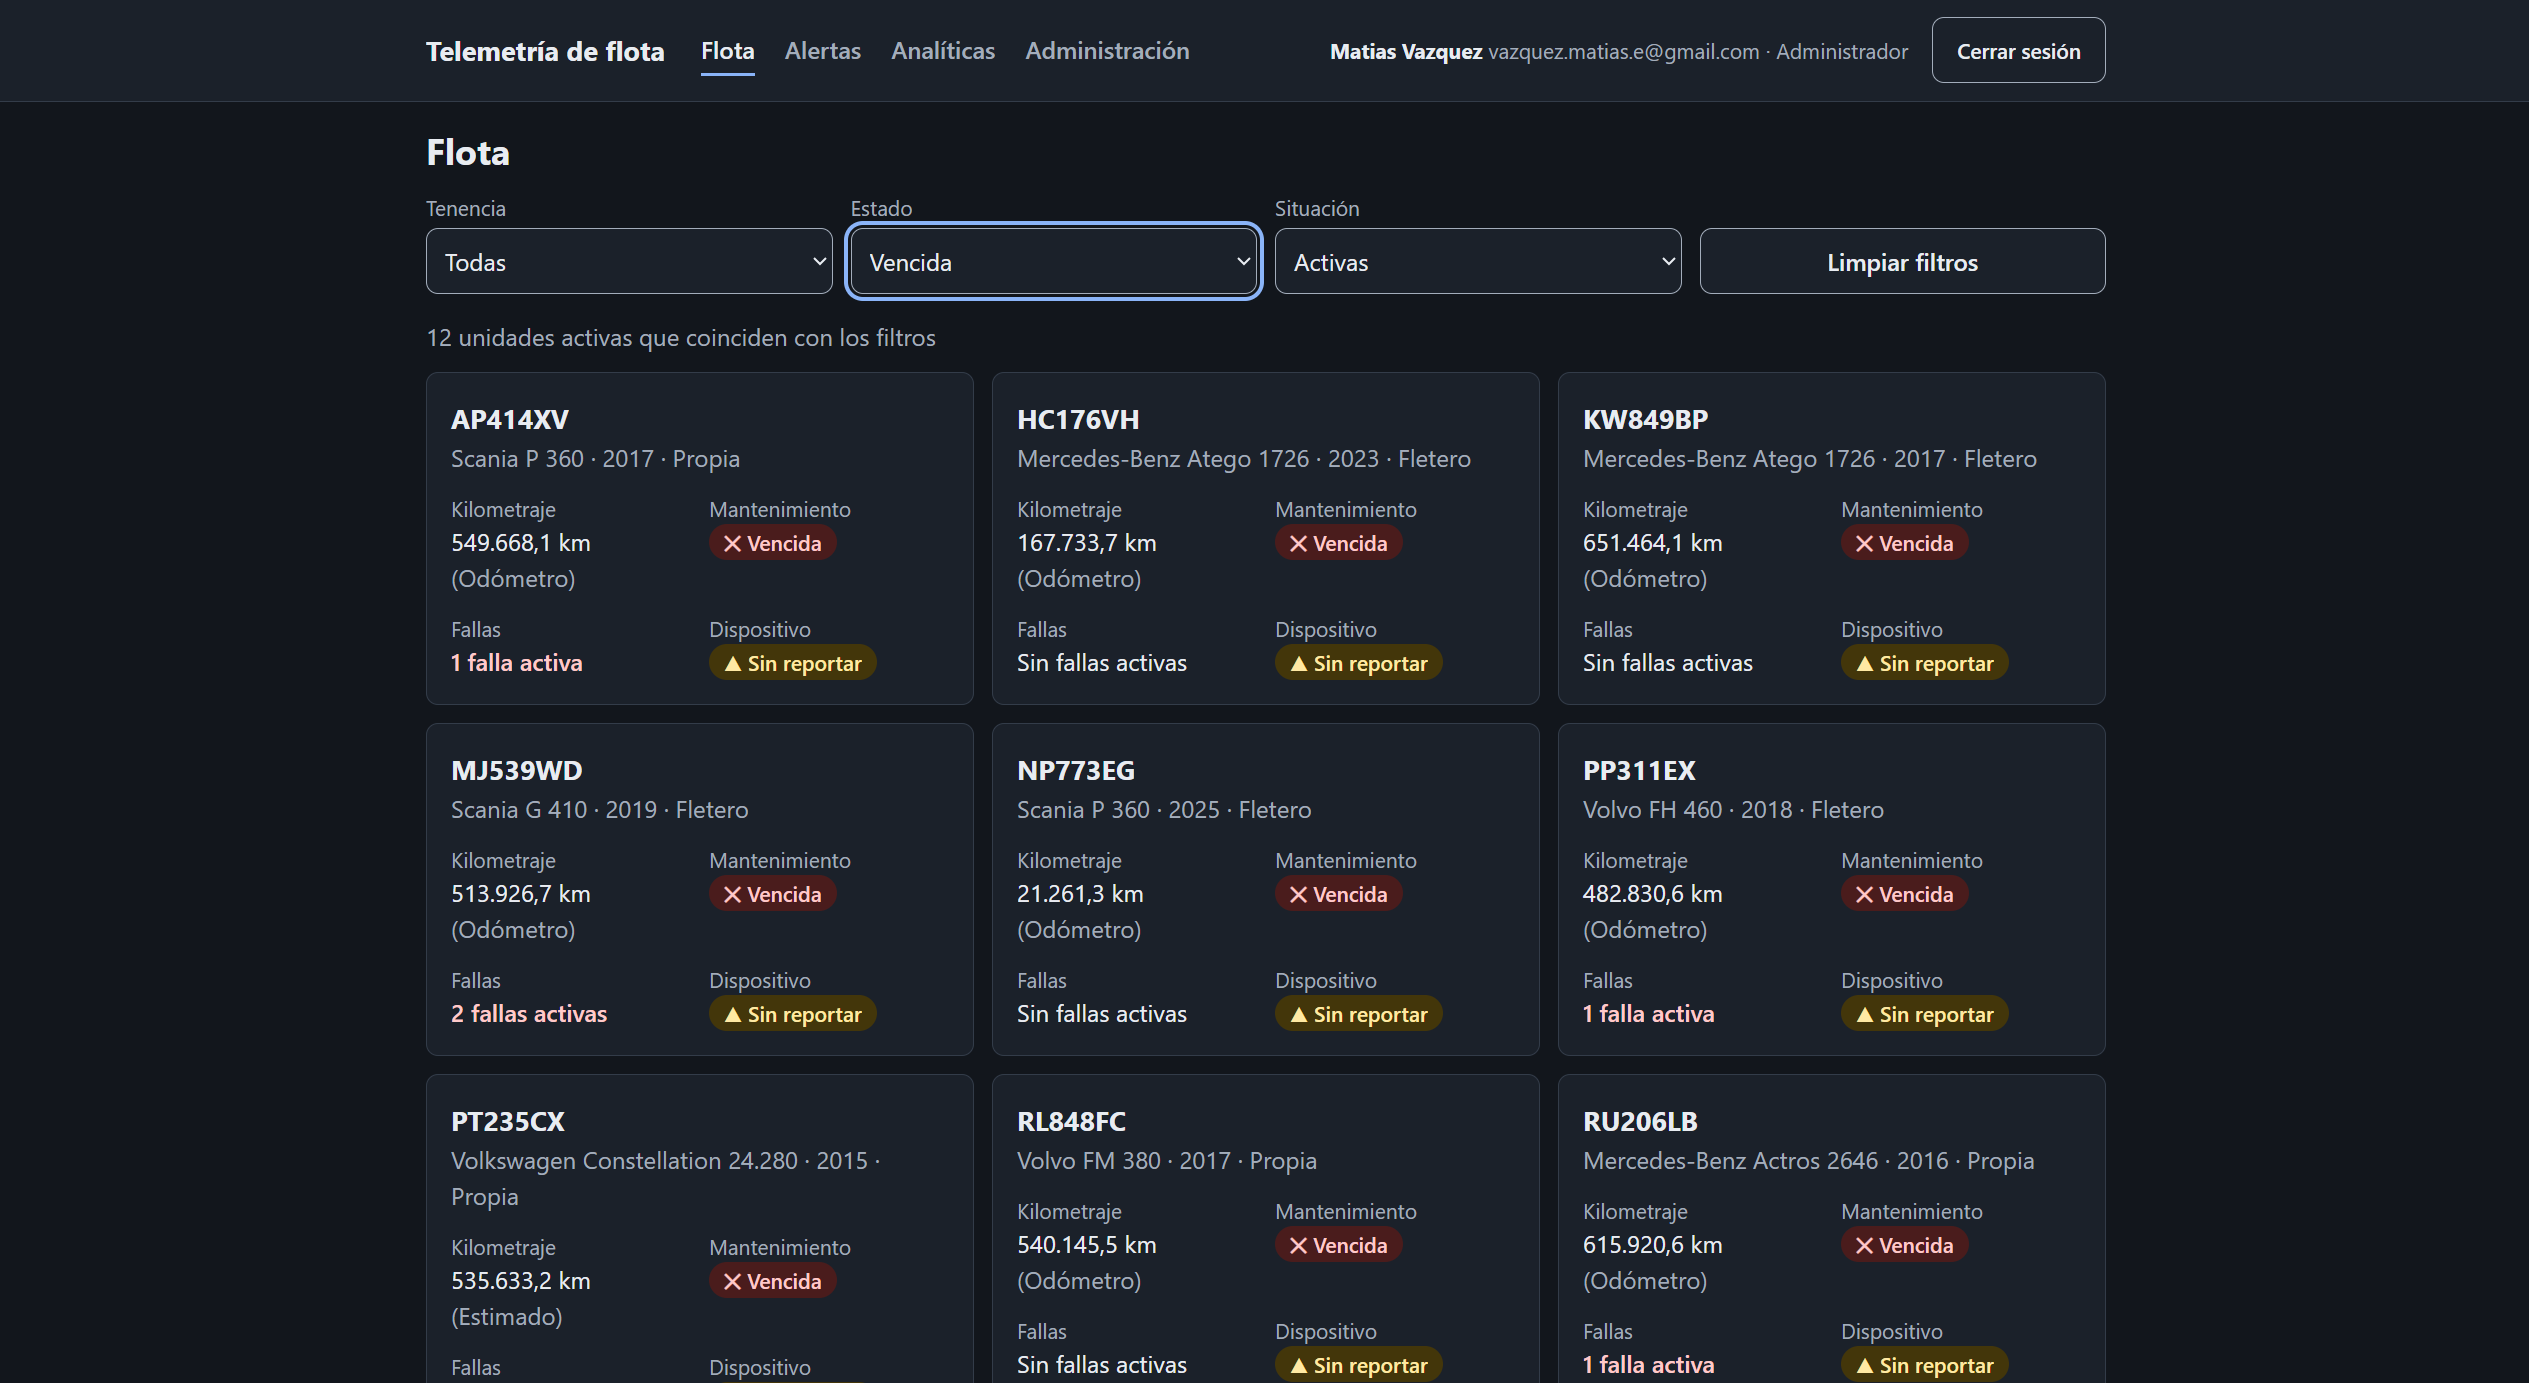 Telemetría de flota Flota Alertas Analíticas Administración Matias Vazquez vazquez.matias.e@gmail.com · Administrador Cerrar sesión
Flota
Tenencia Estado Situación
Todas Vencida Activas Limpiar filtros
12 unidades activas que coinciden con los filtros
AP414XV
Scania P 360 · 2017 · Propia
Kilometraje Mantenimiento
549.668,1 km Vencida
(Odómetro)
Fallas Dispositivo
1 falla activa Sin reportar
HC176VH
Mercedes-Benz Atego 1726 · 2023 · Fletero
Kilometraje Mantenimiento
167.733,7 km Vencida
(Odómetro)
Fallas Dispositivo
Sin fallas activas Sin reportar
KW849BP
Mercedes-Benz Atego 1726 · 2017 · Fletero
Kilometraje Mantenimiento
651.464,1 km Vencida
(Odómetro)
Fallas Dispositivo
Sin fallas activas Sin reportar
MJ539WD
Scania G 410 · 2019 · Fletero
Kilometraje Mantenimiento
513.926,7 km Vencida
(Odómetro)
Fallas Dispositivo
2 fallas activas Sin reportar
NP773EG
Scania P 360 · 2025 · Fletero
Kilometraje Mantenimiento
21.261,3 km Vencida
(Odómetro)
Fallas Dispositivo
Sin fallas activas Sin reportar
PP311EX
Volvo FH 460 · 2018 · Fletero
Kilometraje Mantenimiento
482.830,6 km Vencida
(Odómetro)
Fallas Dispositivo
1 falla activa Sin reportar
PT235CX
Volkswagen Constellation 24.280 · 2015 ·
Propia
Kilometraje Mantenimiento
535.633,2 km Vencida
(Estimado)
Fallas Dispositivo
RL848FC
Volvo FM 380 · 2017 · Propia
Kilometraje Mantenimiento
540.145,5 km Vencida
(Odómetro)
Fallas Dispositivo
Sin fallas activas Sin reportar
RU206LB
Mercedes-Benz Actros 2646 · 2016 · Propia
Kilometraje Mantenimiento
615.920,6 km Vencida
(Odómetro)
Fallas Dispositivo
1 falla activa Sin reportar